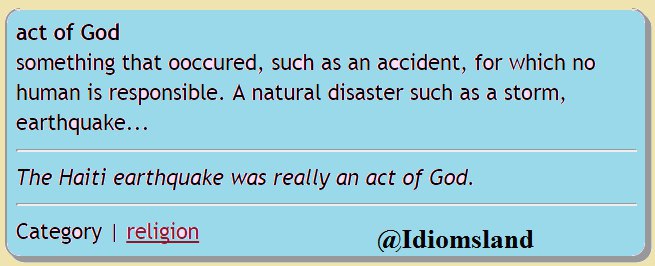 act of God
something that ooccured, such as an accident, for which no
human is responsible. A natural disaster such as a storm,
earthquake...
The Haiti earthquake was really an act of God.
Category | religion
@Idiomsland